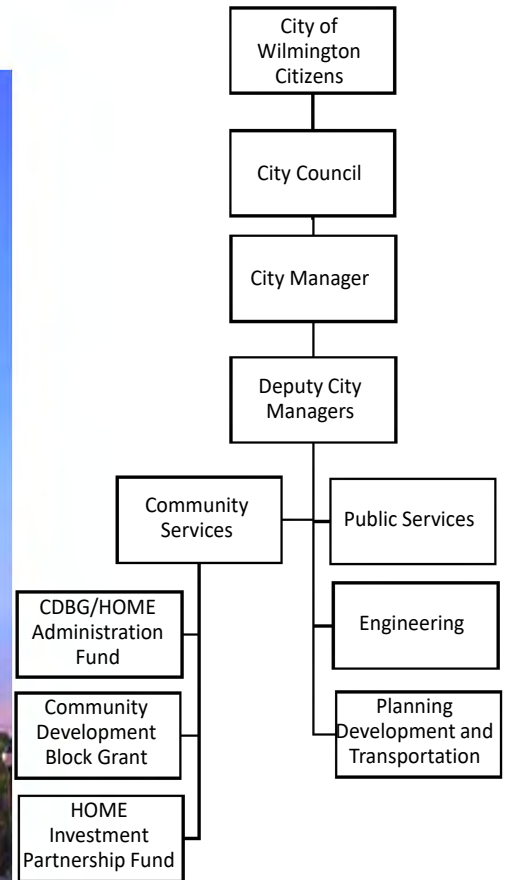 City of
Wilmington
Citizens
City Council
City Manager
Deputy City
Managers
Community
Services
Public Services
CDBG/HOME
Administration
Fund
Engineering
Community
Development
Block Grant
Planning
Development and
Transportation
HOME
Investment
Partnership Fund